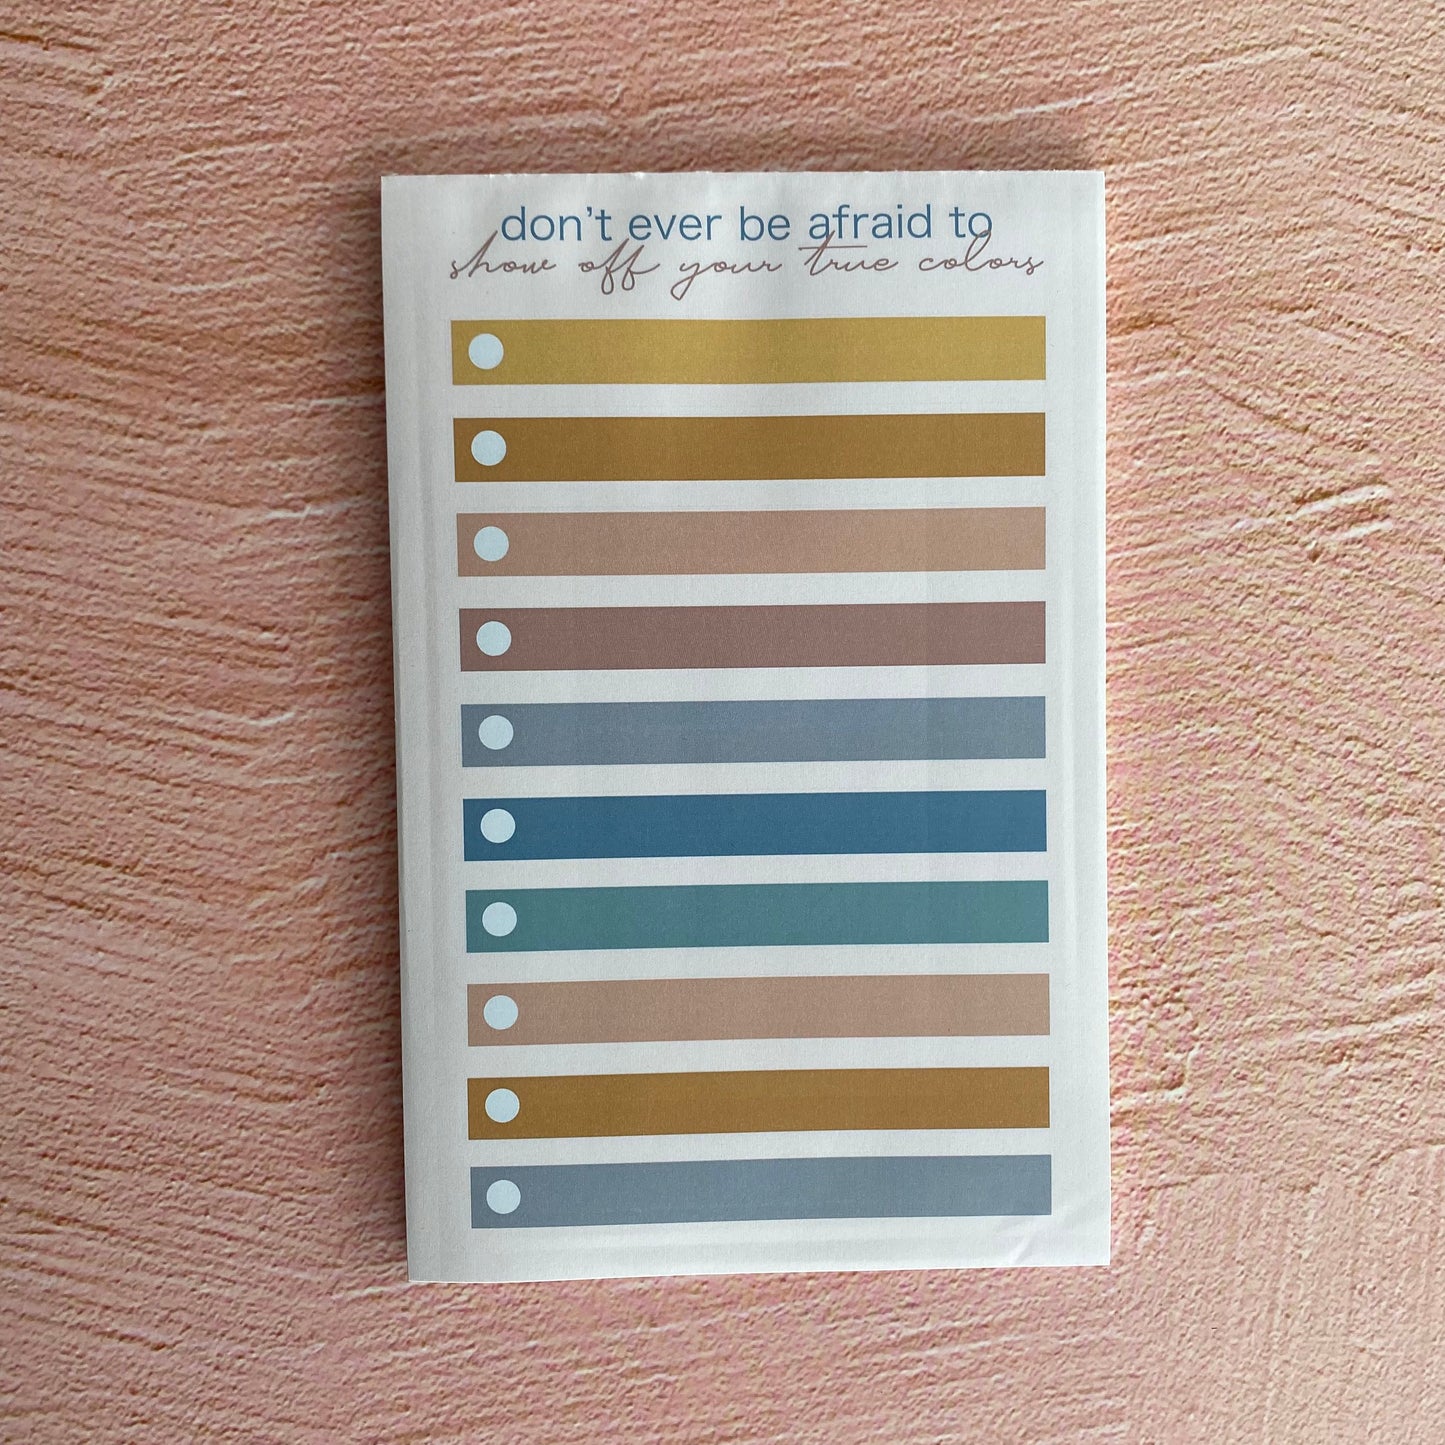 don't ever be afraid to
show off your true colors